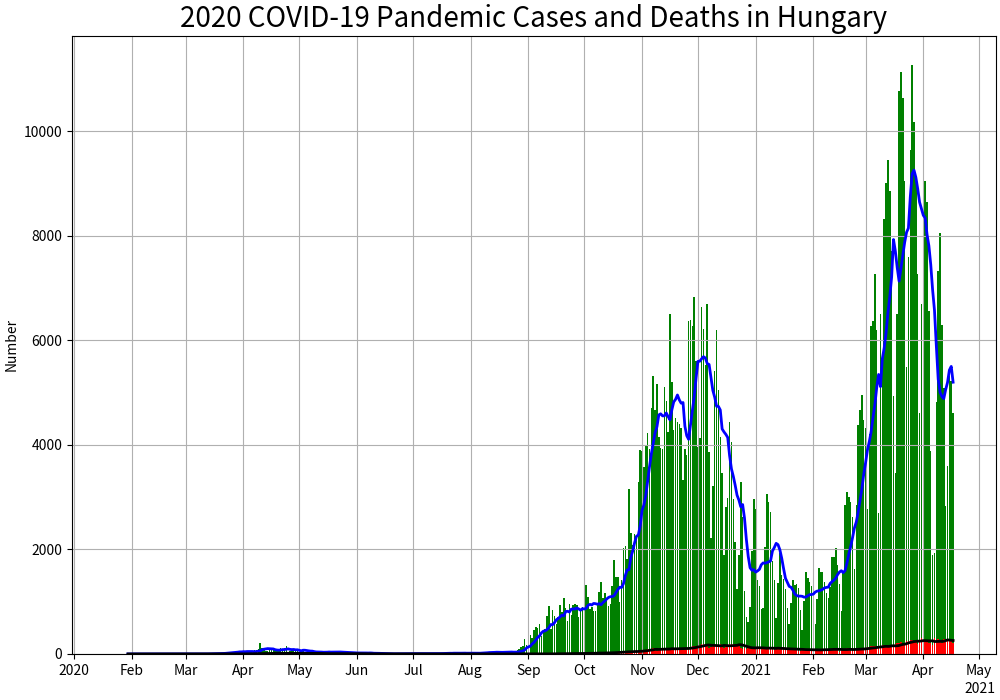 2020 COVID-19 Pandemic Cases and Deaths in Hungary
Number
10000
8000
6000
4000
2000
0
2020 Feb Mar Apr May Jun Jul Aug Sep Oct Nov Dec 2021 Feb Mar Apr May
2021